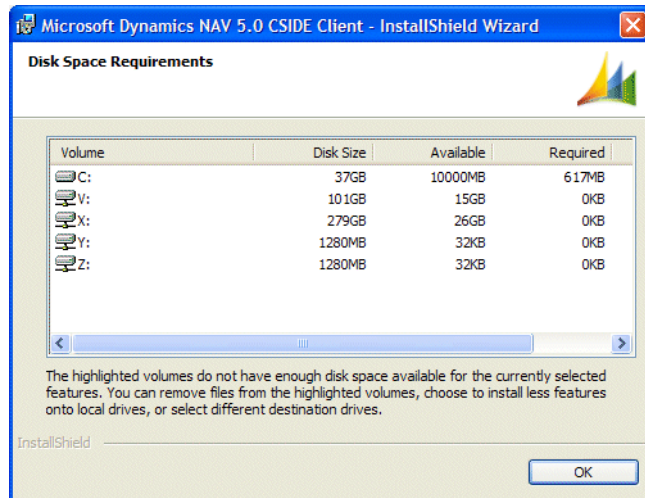 Microsoft Dynamics NAV 5.0 CSIDE Client - InstallShield Wizard
Disk Space Requirements
Volume Disk Size Available Required
C: 37GB 10000MB 617MB
V: 101GB 15GB 0KB
X: 279GB 26GB 0KB
Y: 1280MB 32KB 0KB
Z: 1280MB 32KB 0KB
The highlighted volumes do not have enough disk space available for the currently selected
features. You can remove files from the highlighted volumes, choose to install less features
onto local drives, or select different destination drives.
InstallShield
OK